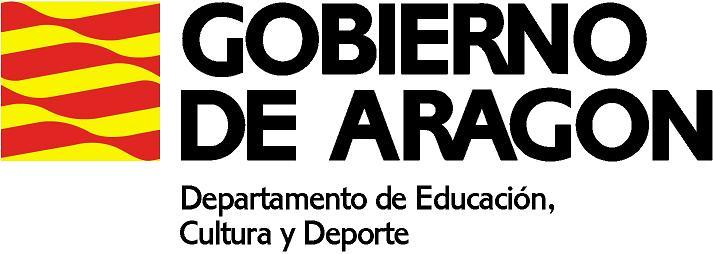 GOBIERNO
DE ARAGON
Departamento de Educación,
Cultura y Deporte